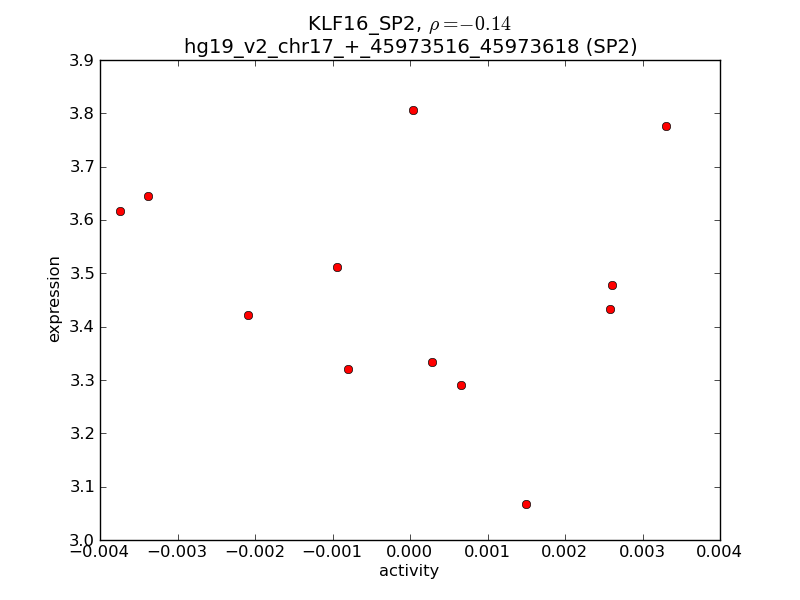 KLF16_SP2, ρ=−0.14
hg19_v2_chr17_+_45973516_45973618 (SP2)
3.9
3.8
3.7
3.6
3.5
3.4
3.3
3.2
3.1
3.0
expression
−0.004 −0.003 −0.002 −0.001 0.000 0.001 0.002 0.003 0.004
activity